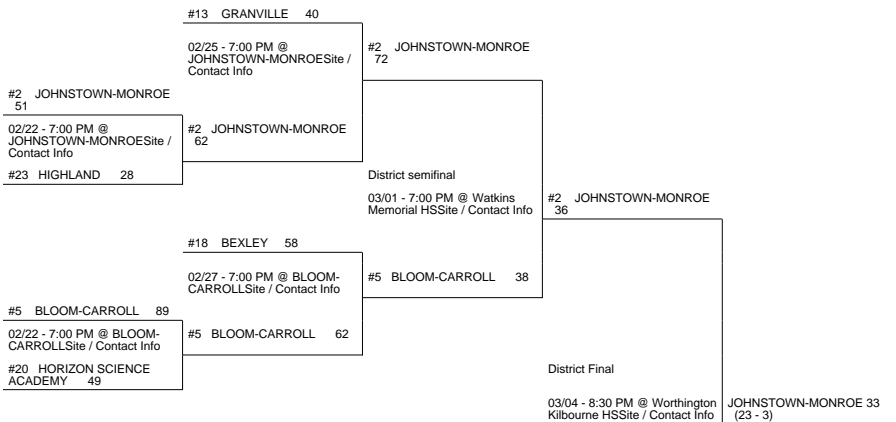 #13 GRANVILLE 40
02/25 - 7:00 PM @
JOHNSTOWN-MONROESite /
Contact Info
#2 JOHNSTOWN-MONROE
72
#2 JOHNSTOWN-MONROE
51
02/22 - 7:00 PM @
JOHNSTOWN-MONROESite /
Contact Info
#2 JOHNSTOWN-MONROE
62
#23 HIGHLAND 28
District semifinal
03/01 - 7:00 PM @ Watkins
Memorial HSSite / Contact Info
#2 JOHNSTOWN-MONROE
36
#18 BEXLEY 58
02/27 - 7:00 PM @ BLOOM-
CARROLLSite / Contact Info
#5 BLOOM-CARROLL 38
#5 BLOOM-CARROLL 89
02/22 - 7:00 PM @ BLOOM-
CARROLLSite / Contact Info
#5 BLOOM-CARROLL 62
#20 HORIZON SCIENCE
ACADEMY 49
District Final
03/04 - 8:30 PM @ Worthington
Kilbourne HSSite / Contact Info
JOHNSTOWN-MONROE 33
(23 - 3)